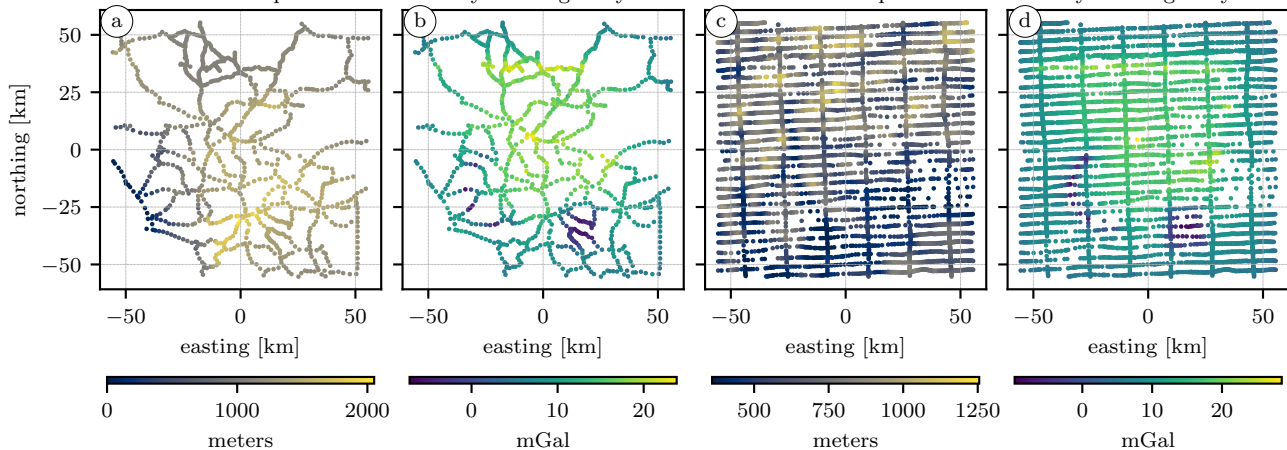 a b c d
50
25
0
−25
−50
northing [km]
−50 0 50 −50 0 50 −50 0 50 −50 0 50
easting [km] easting [km] easting [km] easting [km]
0 1000 2000 0 10 20 500 750 1000 1250 0 10 20
meters mGal meters mGal